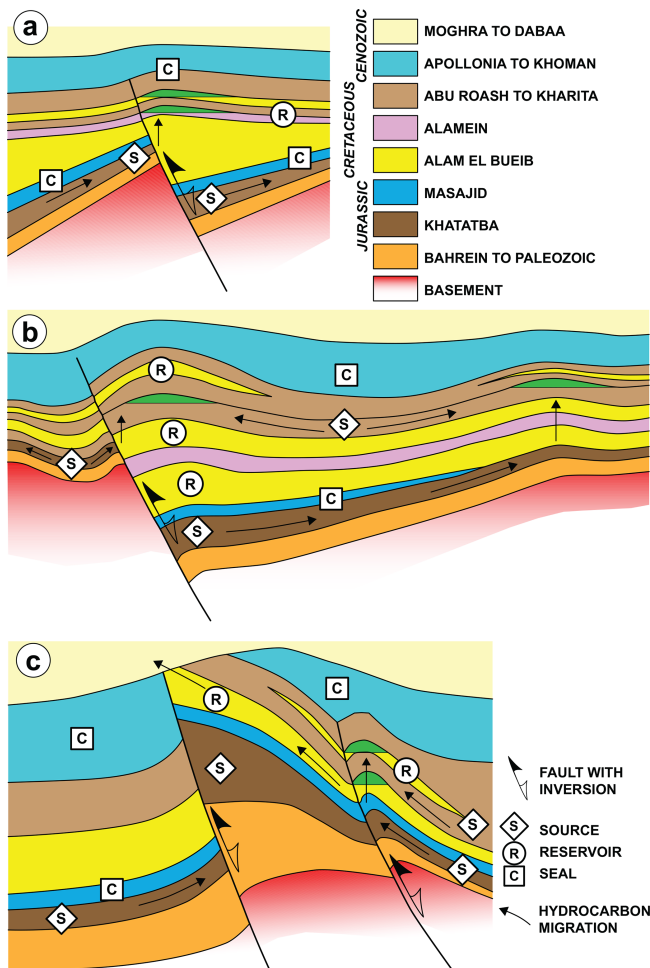 a
C
R
C
S
C
S
CENOZOIC
CRETACEOUS
JURASSIC
MOGHRA TO DABAA
APOLLONIA TO KHOMAN
ABU ROASH TO KHARITA
ALAMEIN
ALAM EL BUEIB
MASAJID
KHATATBA
BAHREIN TO PALEOZOIC
BASEMENT
b
R
C
S
R
S
R
C
S
c
C
R
C
S
R
S
C
S
S
FAULT WITH
INVERSION
S SOURCE
R RESERVOIR
C SEAL
HYDROCARBON
MIGRATION